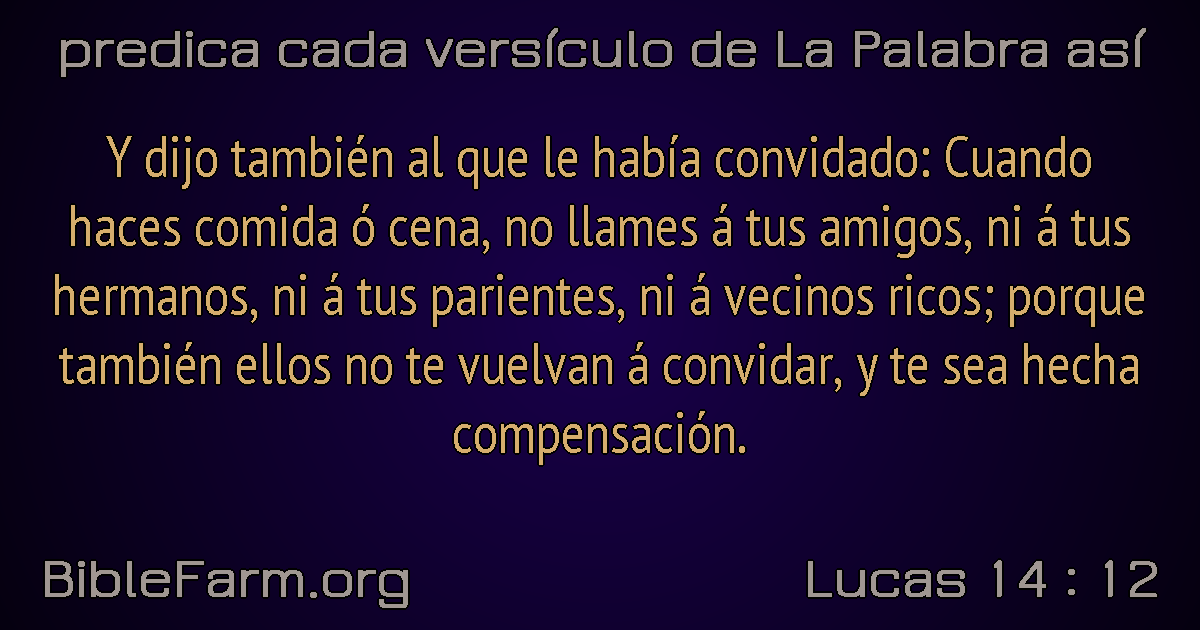 predica cada versículo de La Palabra así
Y dijo también al que le había convidado: Cuando
haces comida ó cena, no llames á tus amigos, ni á tus
hermanos, ni á tus parientes, ni á vecinos ricos; porque
también ellos no te vuelvan á convidar, y te sea hecha
compensación.
BibleFarm.org
Lucas 14 : 12